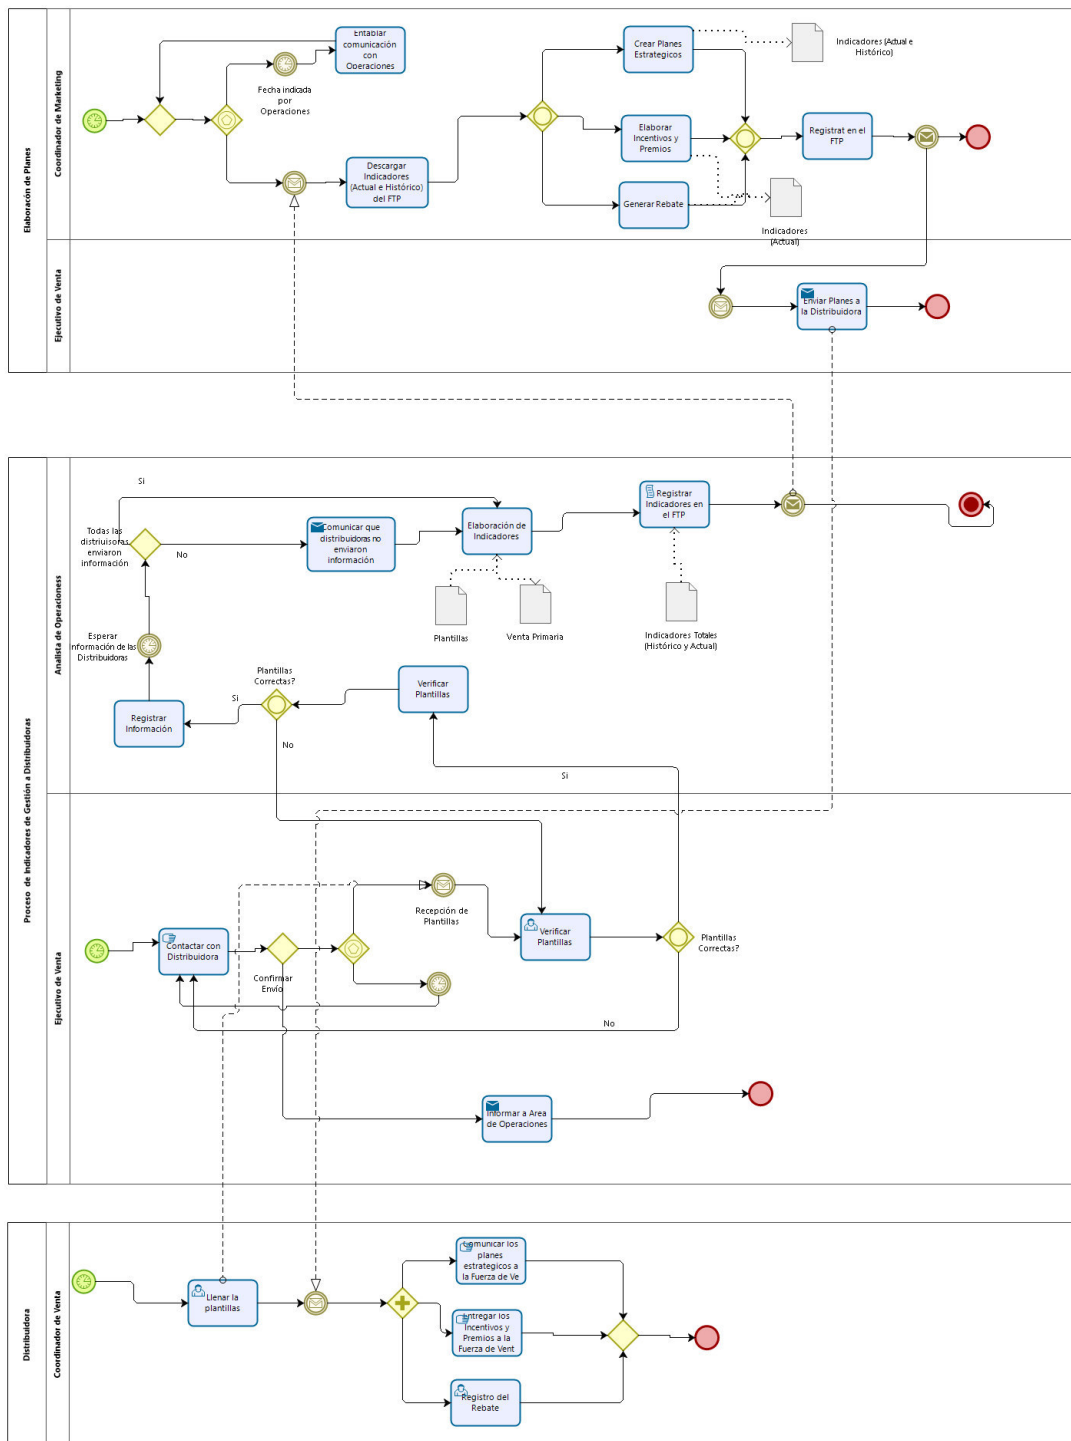 Elaboracón de Planes
Coordinador de Marketing
Entablar
comunicación
con
Operaciones
Fecha indicada
por
Operaciones
Descargar
Indicadores
(Actual e Histórico)
del FTP
Crear Planes
Estrategicos
Indicadores (Actual e
Histórico)
Elaborar
Incentivos y
Premios
Registrat en el
FTP
Generar Rebate
Indicadores
(Actual)
Ejecutivo de Venta
Enviar Planes a
la Distribuidora
Proceso de Indicadores de Gestión a Distribuidoras
Analista de Operacioness
Si
Todas las
distriuisoras
enviaron
información
No
Comunicar que
distribuidoras no
enviaron
información
Elaboración de
Indicadores
Registrar
Indicadores en
el FTP
Plantillas
Venta Primaria
Indicadores Totales
(Histórico y Actual)
Esperar
información de las
Distribuidoras
Plantillas
Correctas?
Verificar
Plantillas
Si
Registrar
Información
No
Si
Ejecutivo de Venta
Recepción de
Plantillas
Contactar con
Distribuidora
Confirmar
Envío
Verificar
Plantillas
Plantillas
Correctas?
No
Informar a Area
de Operaciones
Distribuidora
Coordinador de Venta
Llenar la
plantillas
Comunicar los
planes
estrategicos a
la Fuerza de Ve
Entregar los
Incentivos y
Premios a la
Fuerza de Vent
Registro del
Rebate